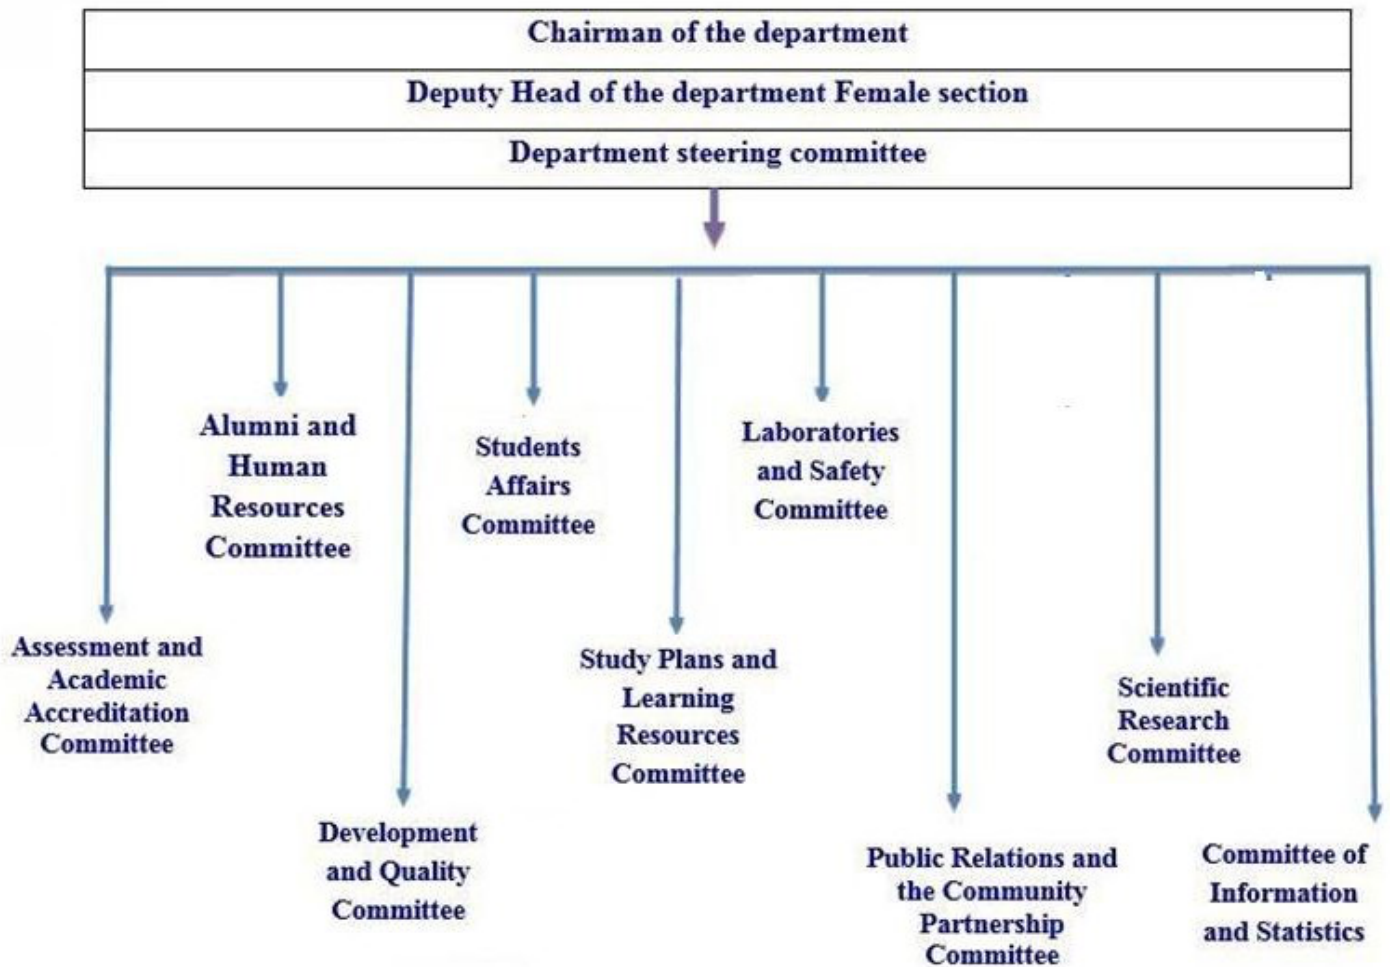 Chairman of the department
Deputy Head of the department Female section
Department steering committee
Assessment and
Academic
Accreditation
Committee
Alumni and
Human
Resources
Committee
Development
and Quality
Committee
Students
Affairs
Committee
Study Plans and
Learning
Resources
Committee
Laboratories
and Safety
Committee
Public Relations and
the Community
Partnership
Committee
Scientific
Research
Committee
Committee of
Information
and Statistics